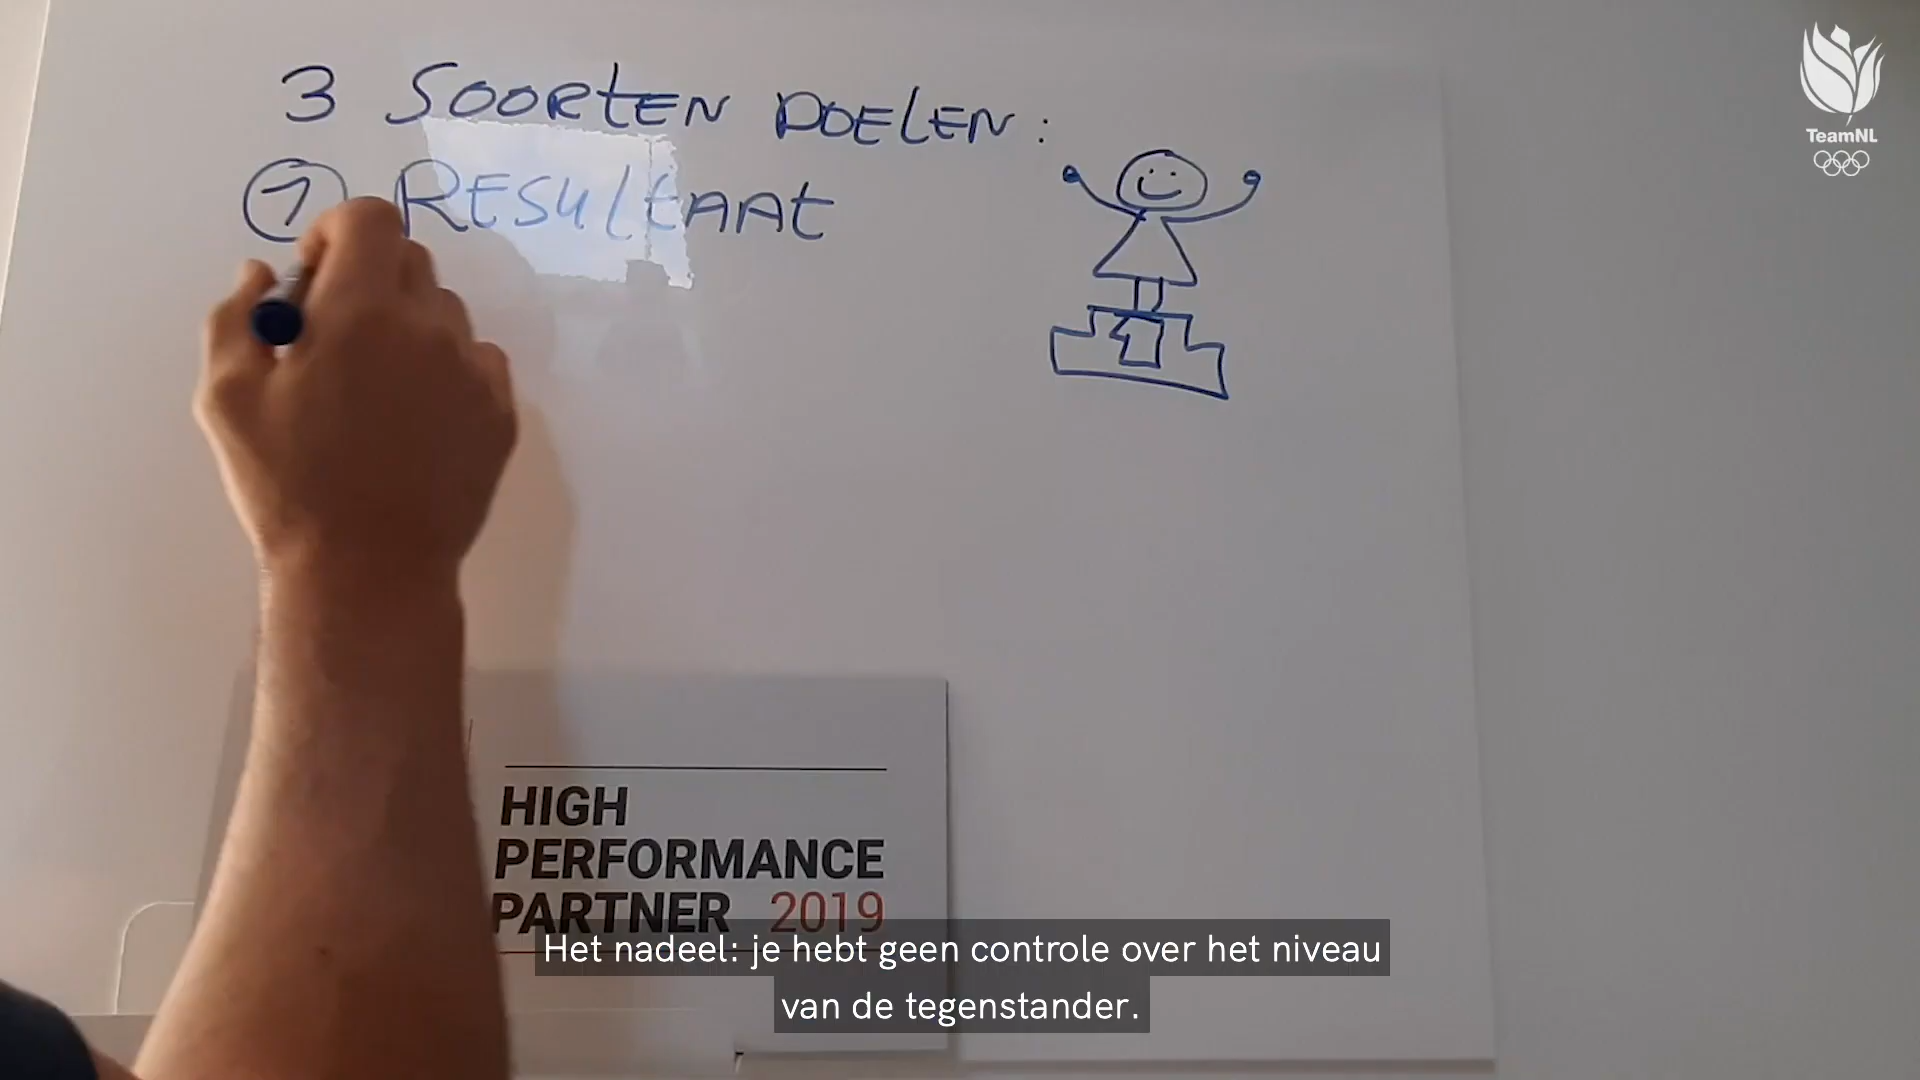 3 SOORTEN DOELEN:
1 RESULTAAT
1
TeamNL
HIGH
PERFORMANCE
PARTNER 2019
Het nadeel: je hebt geen controle over het niveau
van de tegenstander.